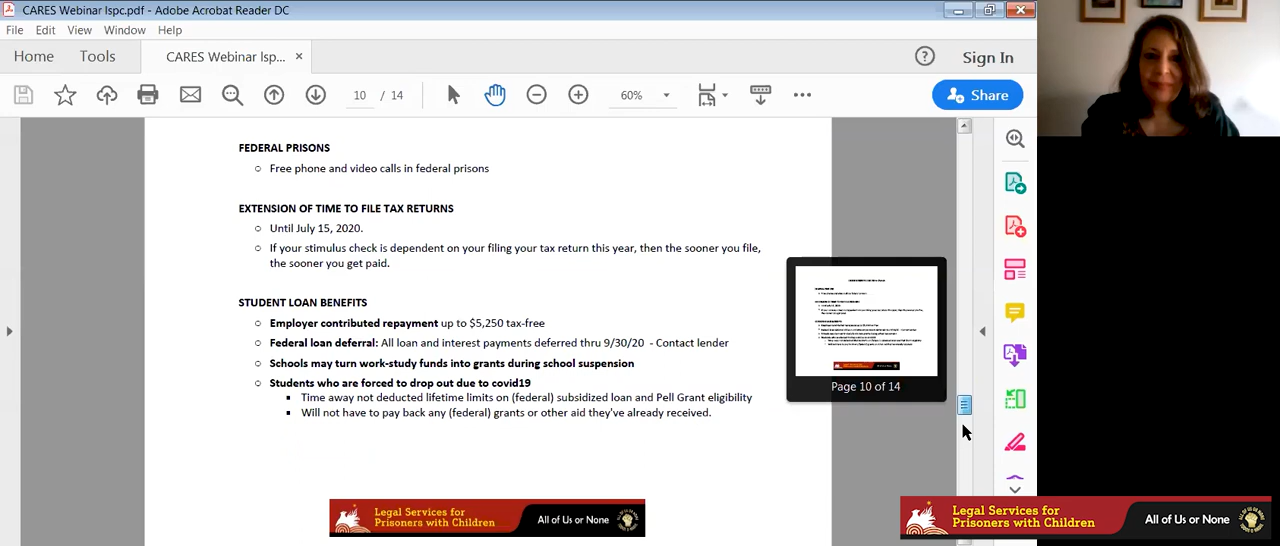 CARES Webinar lspc.pdf - Adobe Acrobat Reader DC
File Edit View Window Help
Home Tools CARES Webinar lsp... × Sign In
10 / 14 60% Share
FEDERAL PRISONS
Free phone and video calls in federal prisons
EXTENSION OF TIME TO FILE TAX RETURNS
Until July 15, 2020.
If your stimulus check is dependent on your filing your tax return this year, then the sooner you file,
the sooner you get paid.
STUDENT LOAN BENEFITS
Employer contributed repayment up to $5,250 tax-free
Federal loan deferral: All loan and interest payments deferred thru 9/30/20 - Contact lender
Schools may turn work-study funds into grants during school suspension
Students who are forced to drop out due to covid19
Time away not deducted lifetime limits on (federal) subsidized loan and Pell Grant eligibility
Will not have to pay back any (federal) grants or other aid they've already received.
Page 10 of 14
Legal Services for
Prisoners with Children
All of Us or None
Legal Services for
Prisoners with Children
All of Us or None